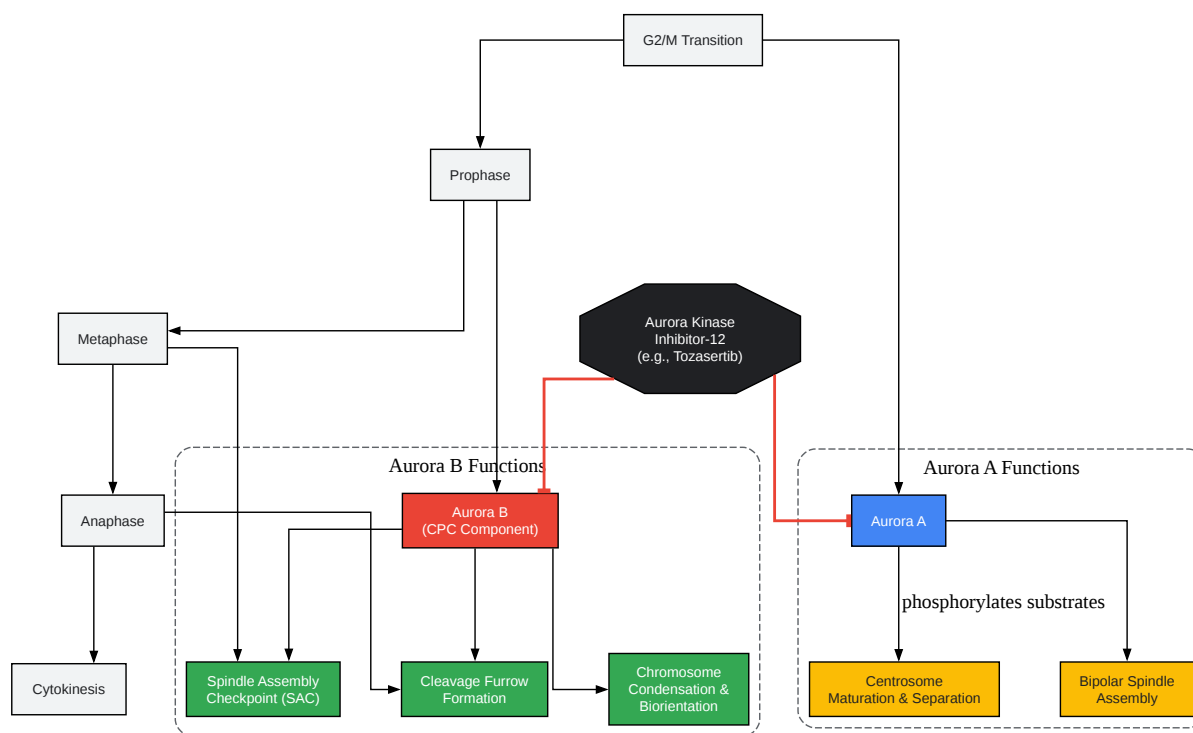 G2/M Transition
Prophase
Aurora Kinase
Inhibitor-12
(e.g., Tozasertib)
Metaphase
Aurora B Functions
Aurora A Functions
Anaphase
Aurora B
(CPC Component)
Aurora A
phosphorylates substrates
Cytokinesis
Spindle Assembly
Checkpoint (SAC)
Cleavage Furrow
Formation
Chromosome
Condensation &
Biorientation
Centrosome
Maturation & Separation
Bipolar Spindle
Assembly